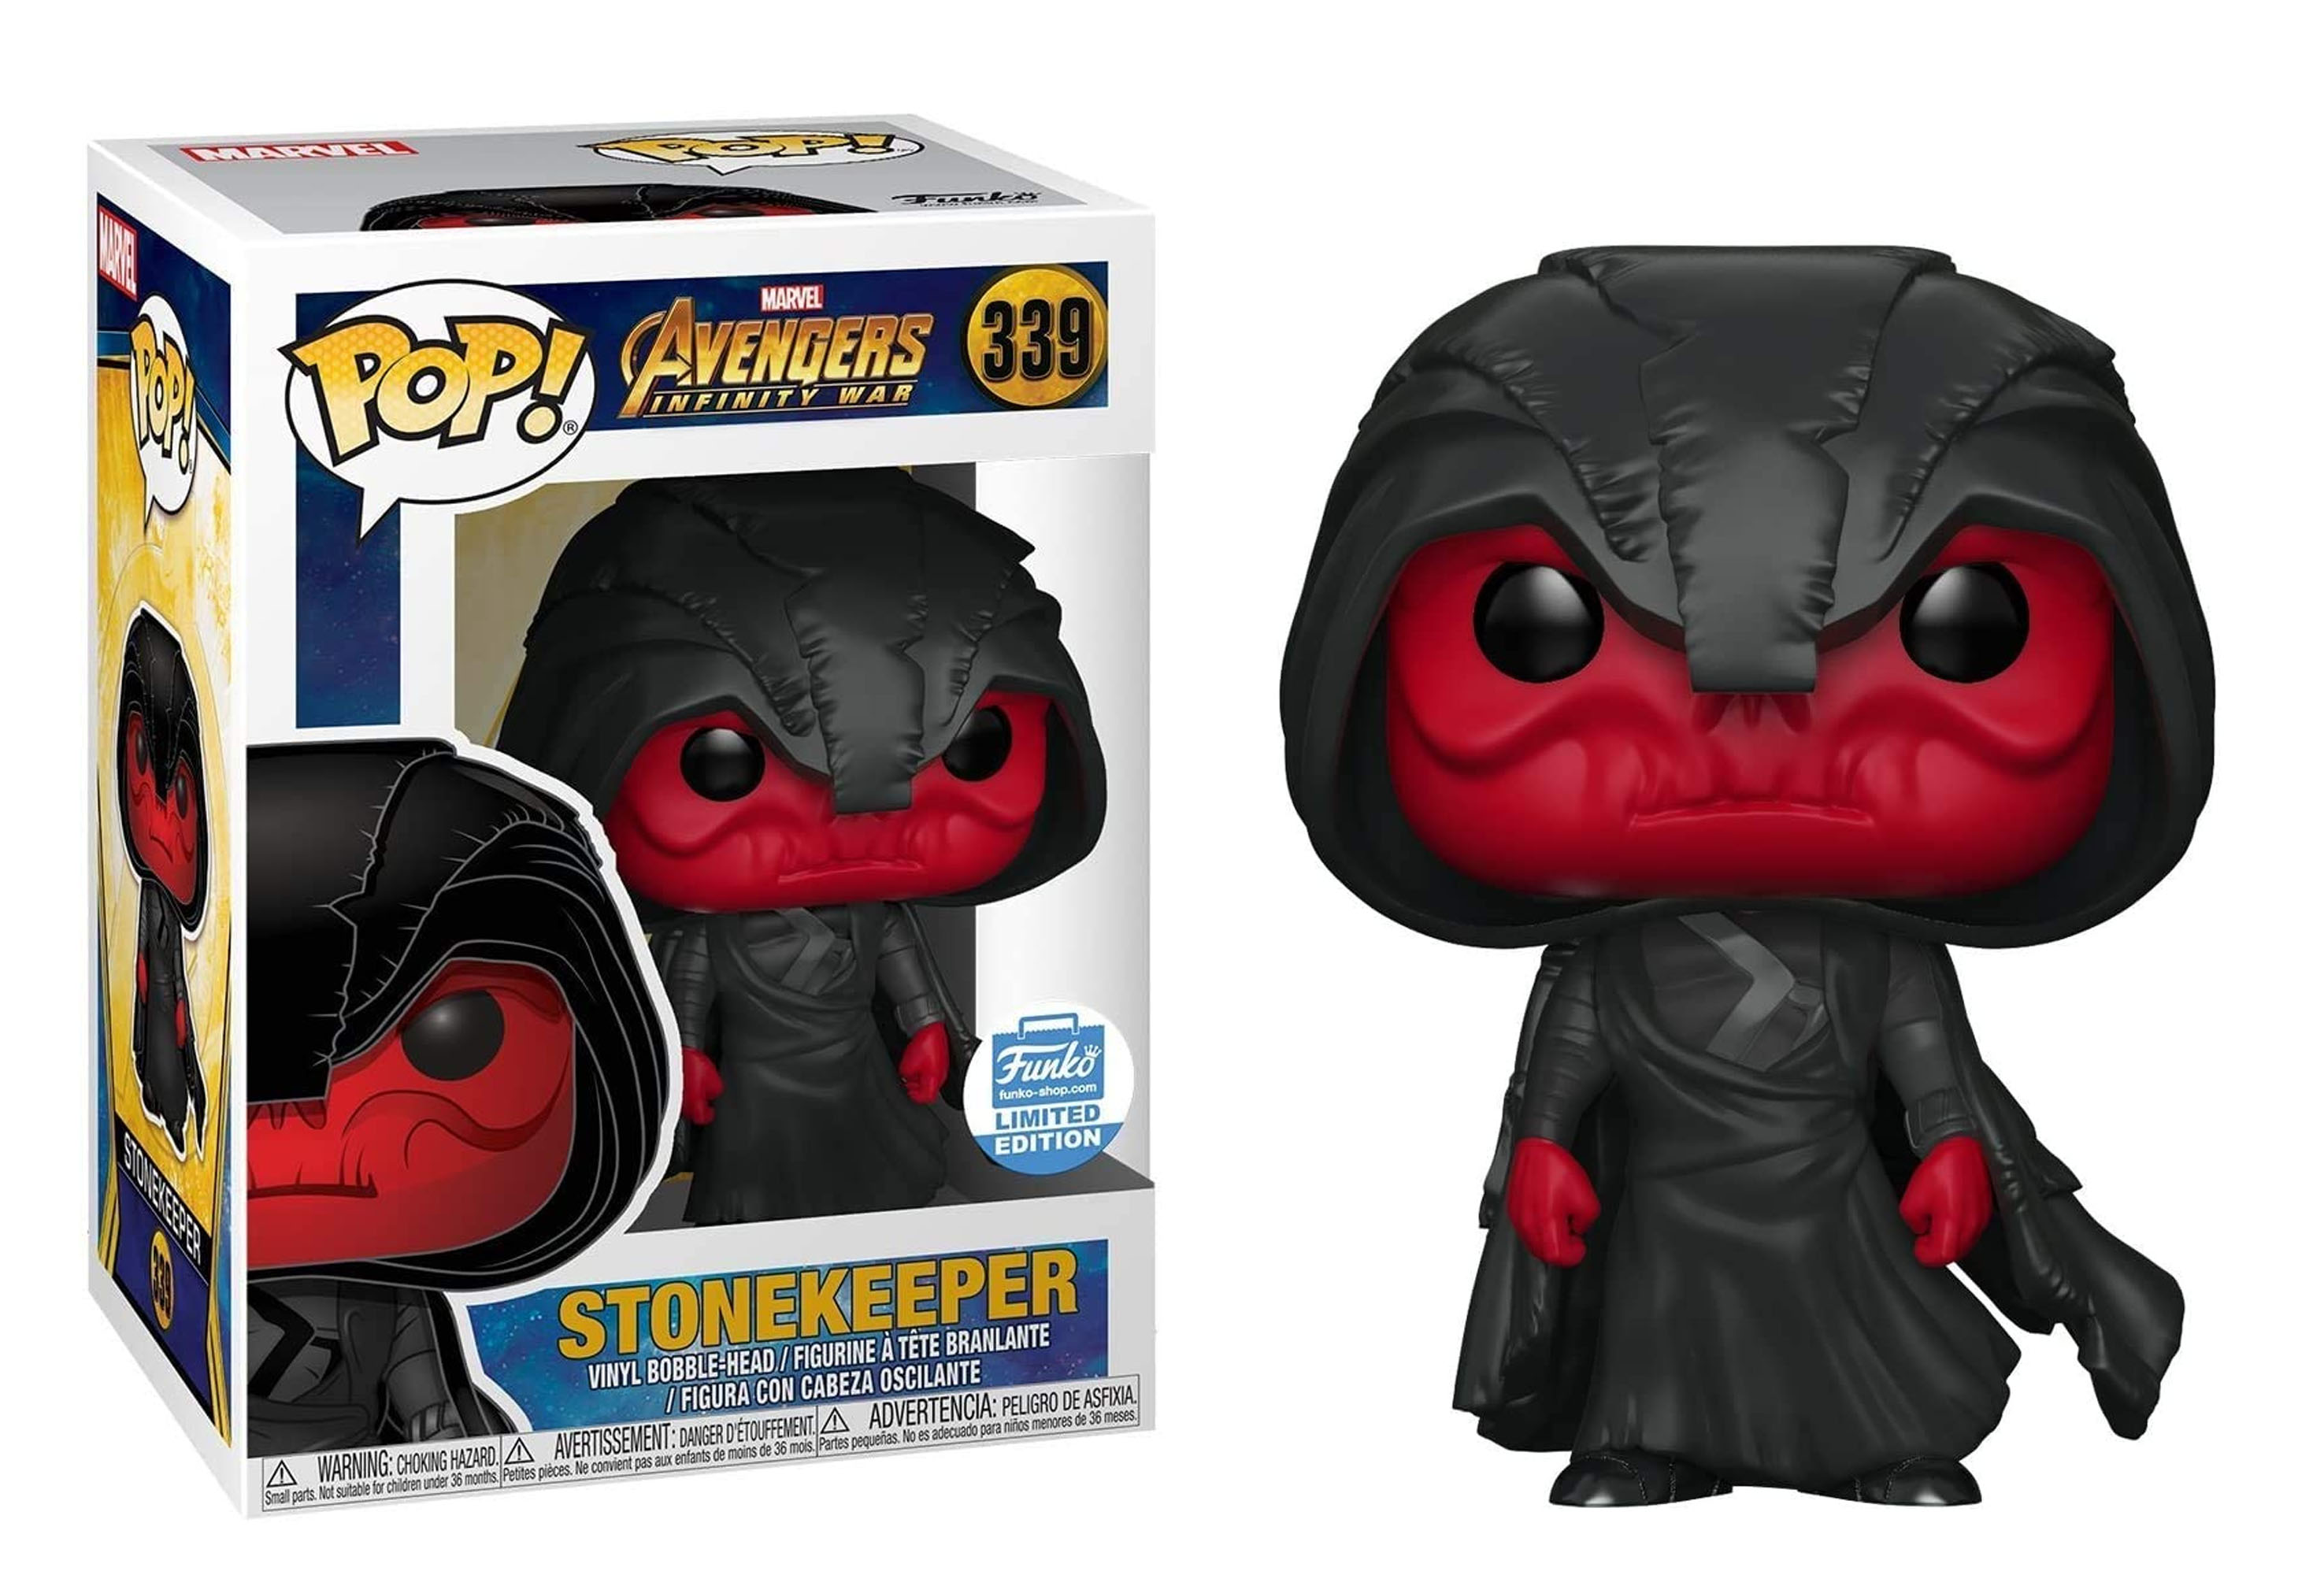 MARVEL
POP!
Funko
MARVEL
POP!
STONEKEEPER
339
POP!®
MARVEL
AVENGERS
INFINITY WAR
339
Funko
funko-shop.com
LIMITED
EDITION
STONEKEEPER
VINYL BOBBLE-HEAD / FIGURINE À TÊTE BRANLANTE
/ FIGURA CON CABEZA OSCILANTE
WARNING: CHOKING HAZARD.
Small parts. Not suitable for children under 36 months.
AVERTISSEMENT: DANGER D'ÉTOUFFEMENT.
Petites pièces. Ne convient pas aux enfants de moins de 36 mois.
ADVERTENCIA: PELIGRO DE ASFIXIA.
Partes pequeñas. No es adecuado para niños menores de 36 meses.